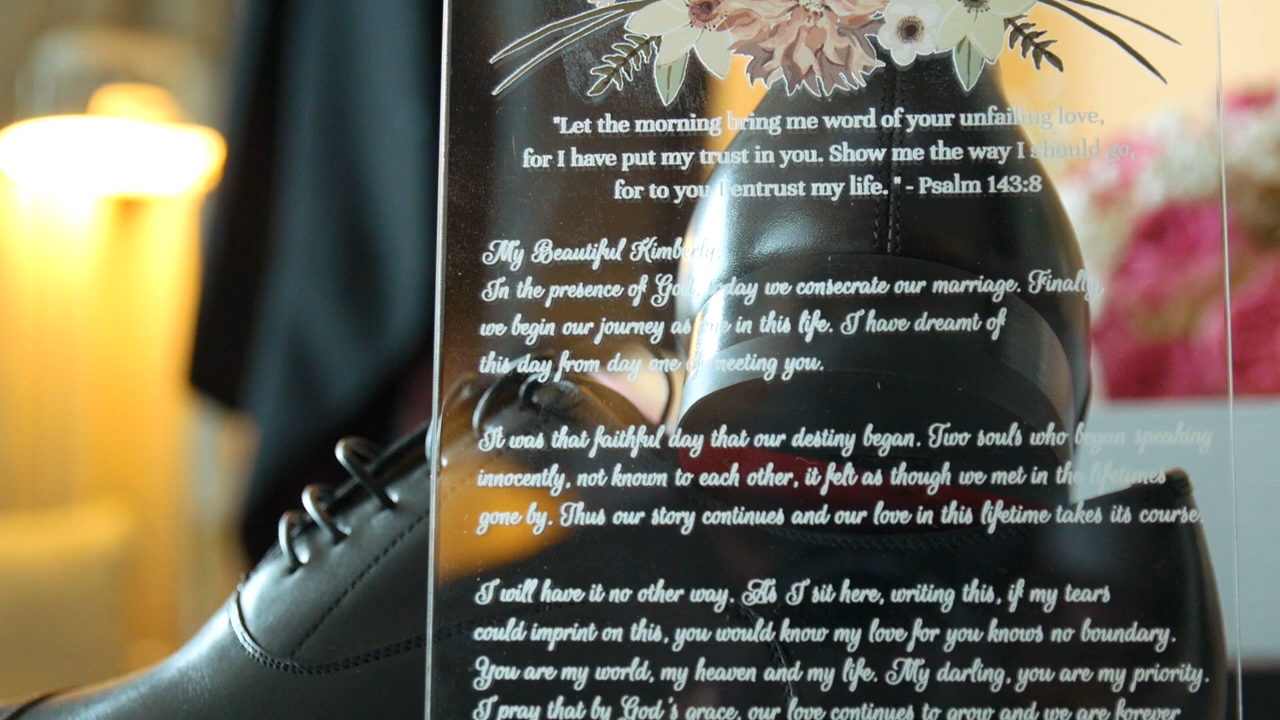 "Let the morning bring me word of your unfailing love,
for I have put my trust in you. Show me the way I should go,
for to you I entrust my life." - Psalm 143:8
My Beautiful Kimberly,
In the presence of God, today we consecrate our marriage. Finally,
we begin our journey as one in this life. I have dreamt of
this day from day one of meeting you.
It was that faithful day that our destiny began. Two souls who began speaking
innocently, not known to each other, it felt as though we met in the lifetimes
gone by. Thus our story continues and our love in this lifetime takes its course.
I will have it no other way. As I sit here, writing this, if my tears
could imprint on this, you would know my love for you knows no boundary.
You are my world, my heaven and my life. My darling, you are my priority.
I pray that by God's grace, our love continues to grow and we are forever